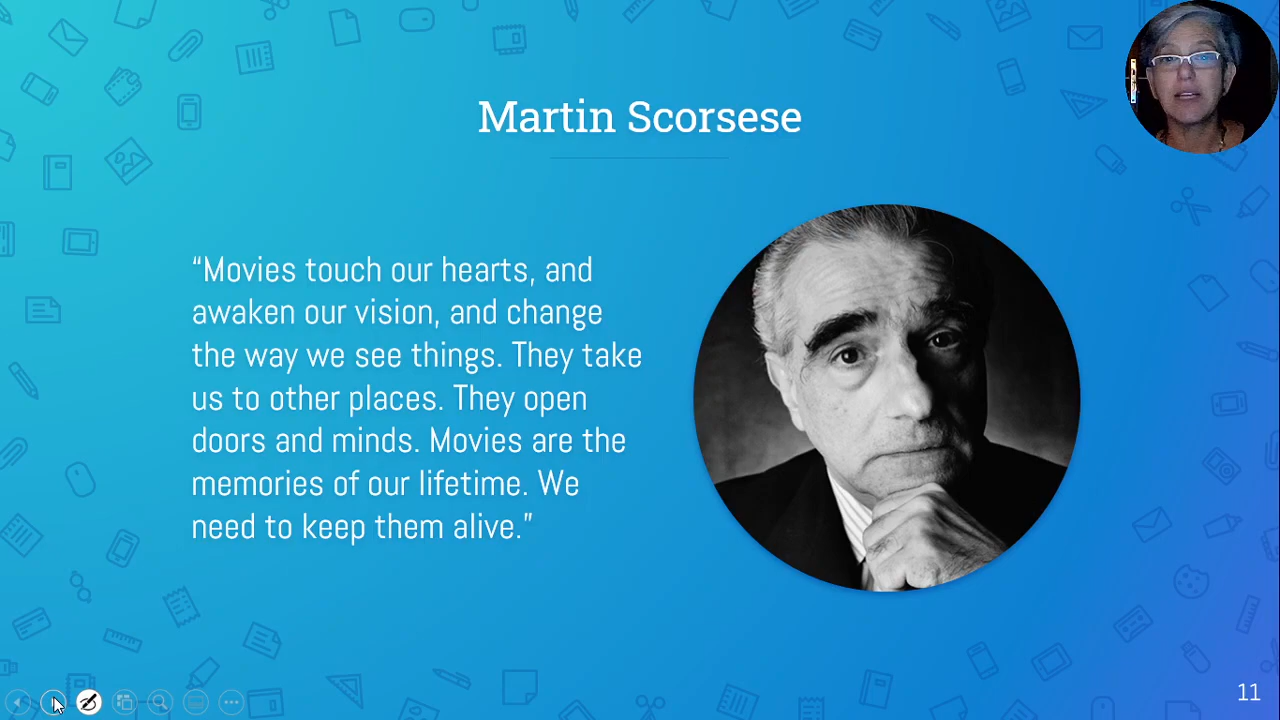 Martin Scorsese
“Movies touch our hearts, and
awaken our vision, and change
the way we see things. They take
us to other places. They open
doors and minds. Movies are the
memories of our lifetime. We
need to keep them alive.”
11